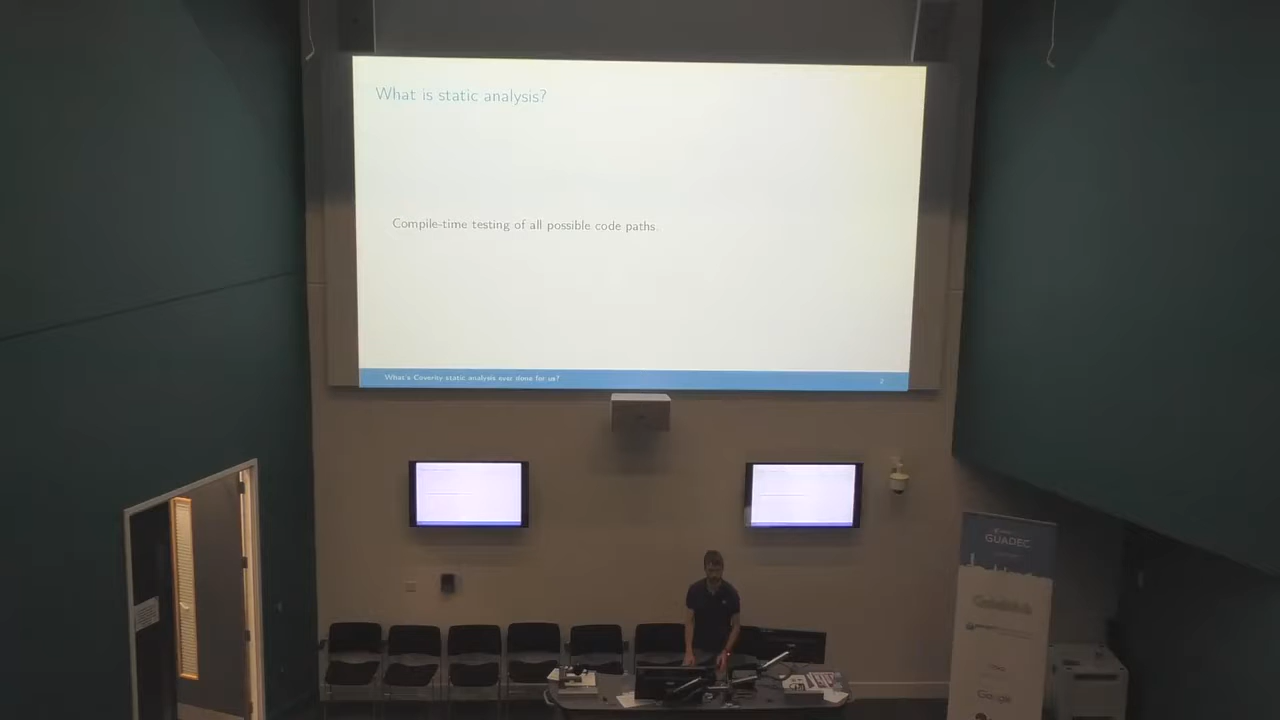 What is static analysis?
Compile-time testing of all possible code paths.
What's Coverity static analysis ever done for us?
2
GUADEC
Google